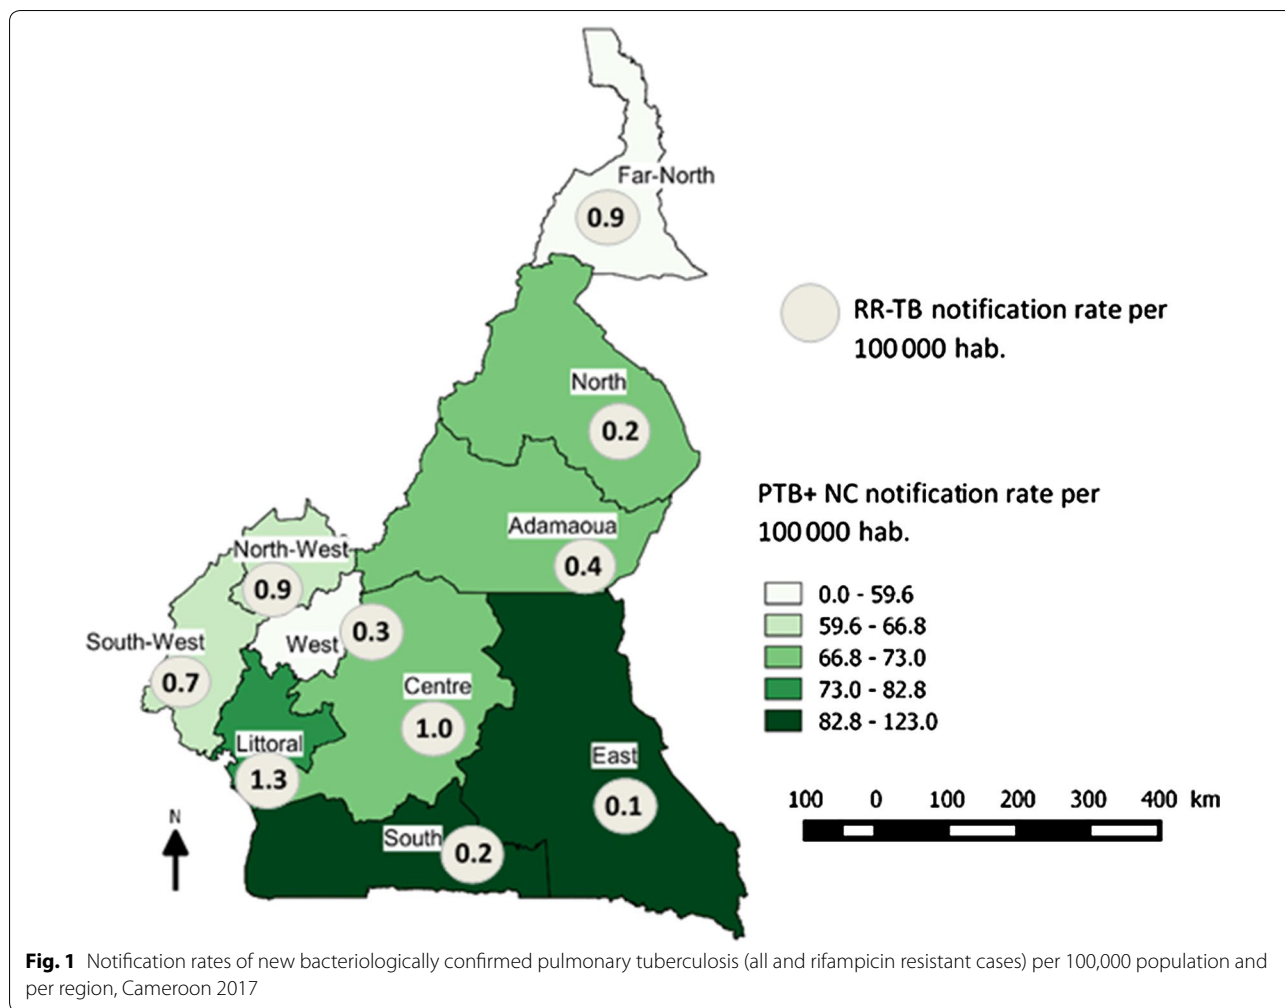 Far-North
0.9
RR-TB notification rate per
100 000 hab.
North
0.2
PTB+ NC notification rate per
100 000 hab.
Adamaoua
0.4
North-West
0.9
0.0 - 59.6
59.6 - 66.8
66.8 - 73.0
73.0 - 82.8
82.8 - 123.0
South-West
0.7
West
0.3
Centre
1.0
Littoral
1.3
East
0.1
100 0 100 200 300 400 km
N
South
0.2
Fig. 1 Notification rates of new bacteriologically confirmed pulmonary tuberculosis (all and rifampicin resistant cases) per 100,000 population and
per region, Cameroon 2017